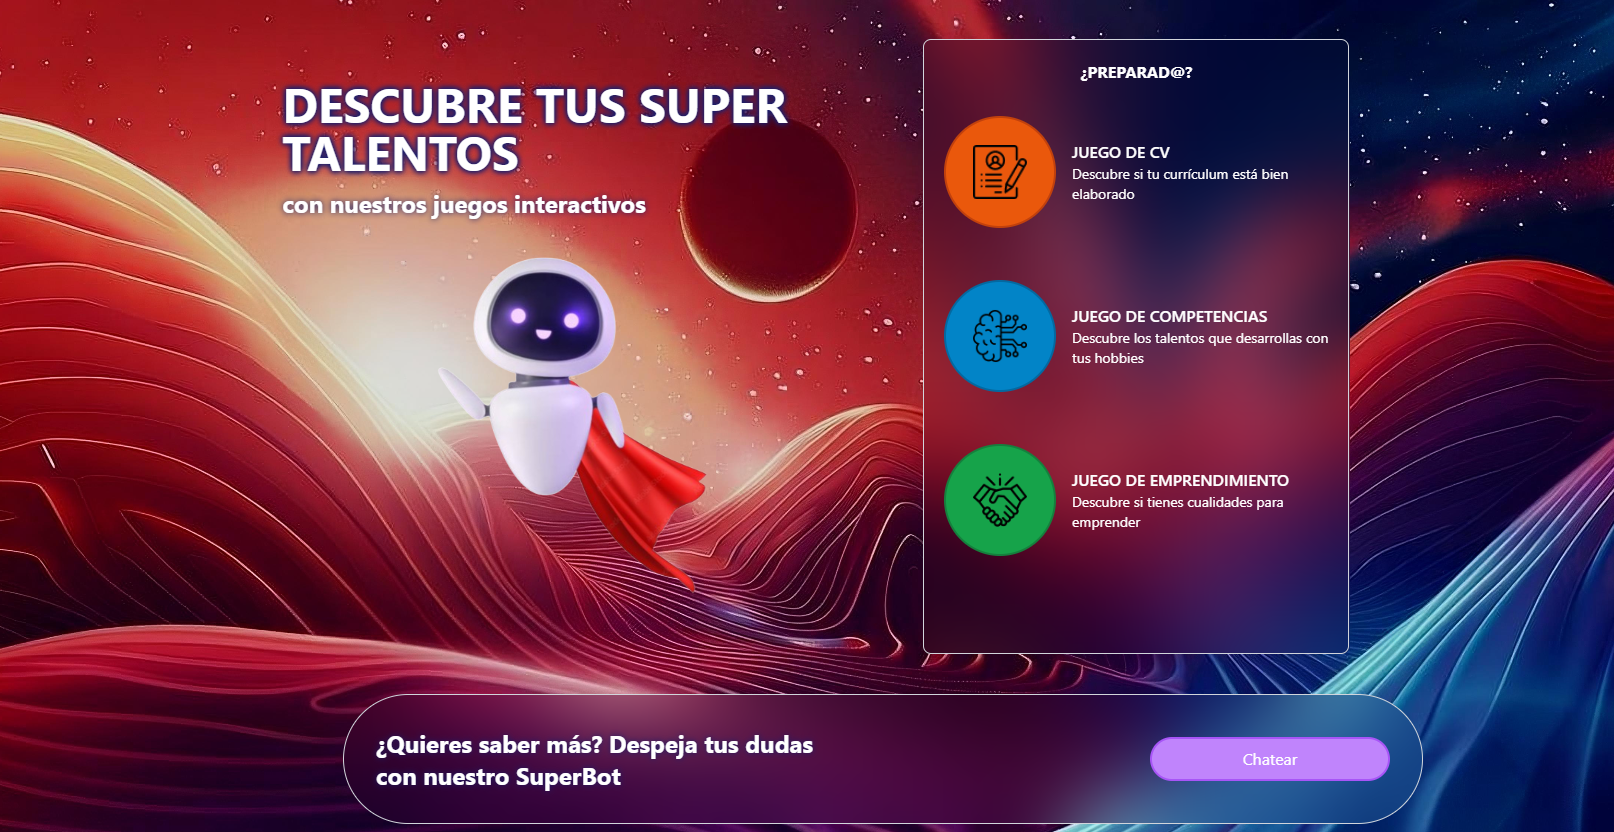 DESCUBRE TUS SUPER
TALENTOS
con nuestros juegos interactivos
¿PREPARAD@?
JUEGO DE CV
Descubre si tu currículum está bien
elaborado
JUEGO DE COMPETENCIAS
Descubre los talentos que desarrollas con
tus hobbies
JUEGO DE EMPRENDIMIENTO
Descubre si tienes cualidades para
emprender
¿Quieres saber más? Despeja tus dudas
con nuestro SuperBot
Chatear